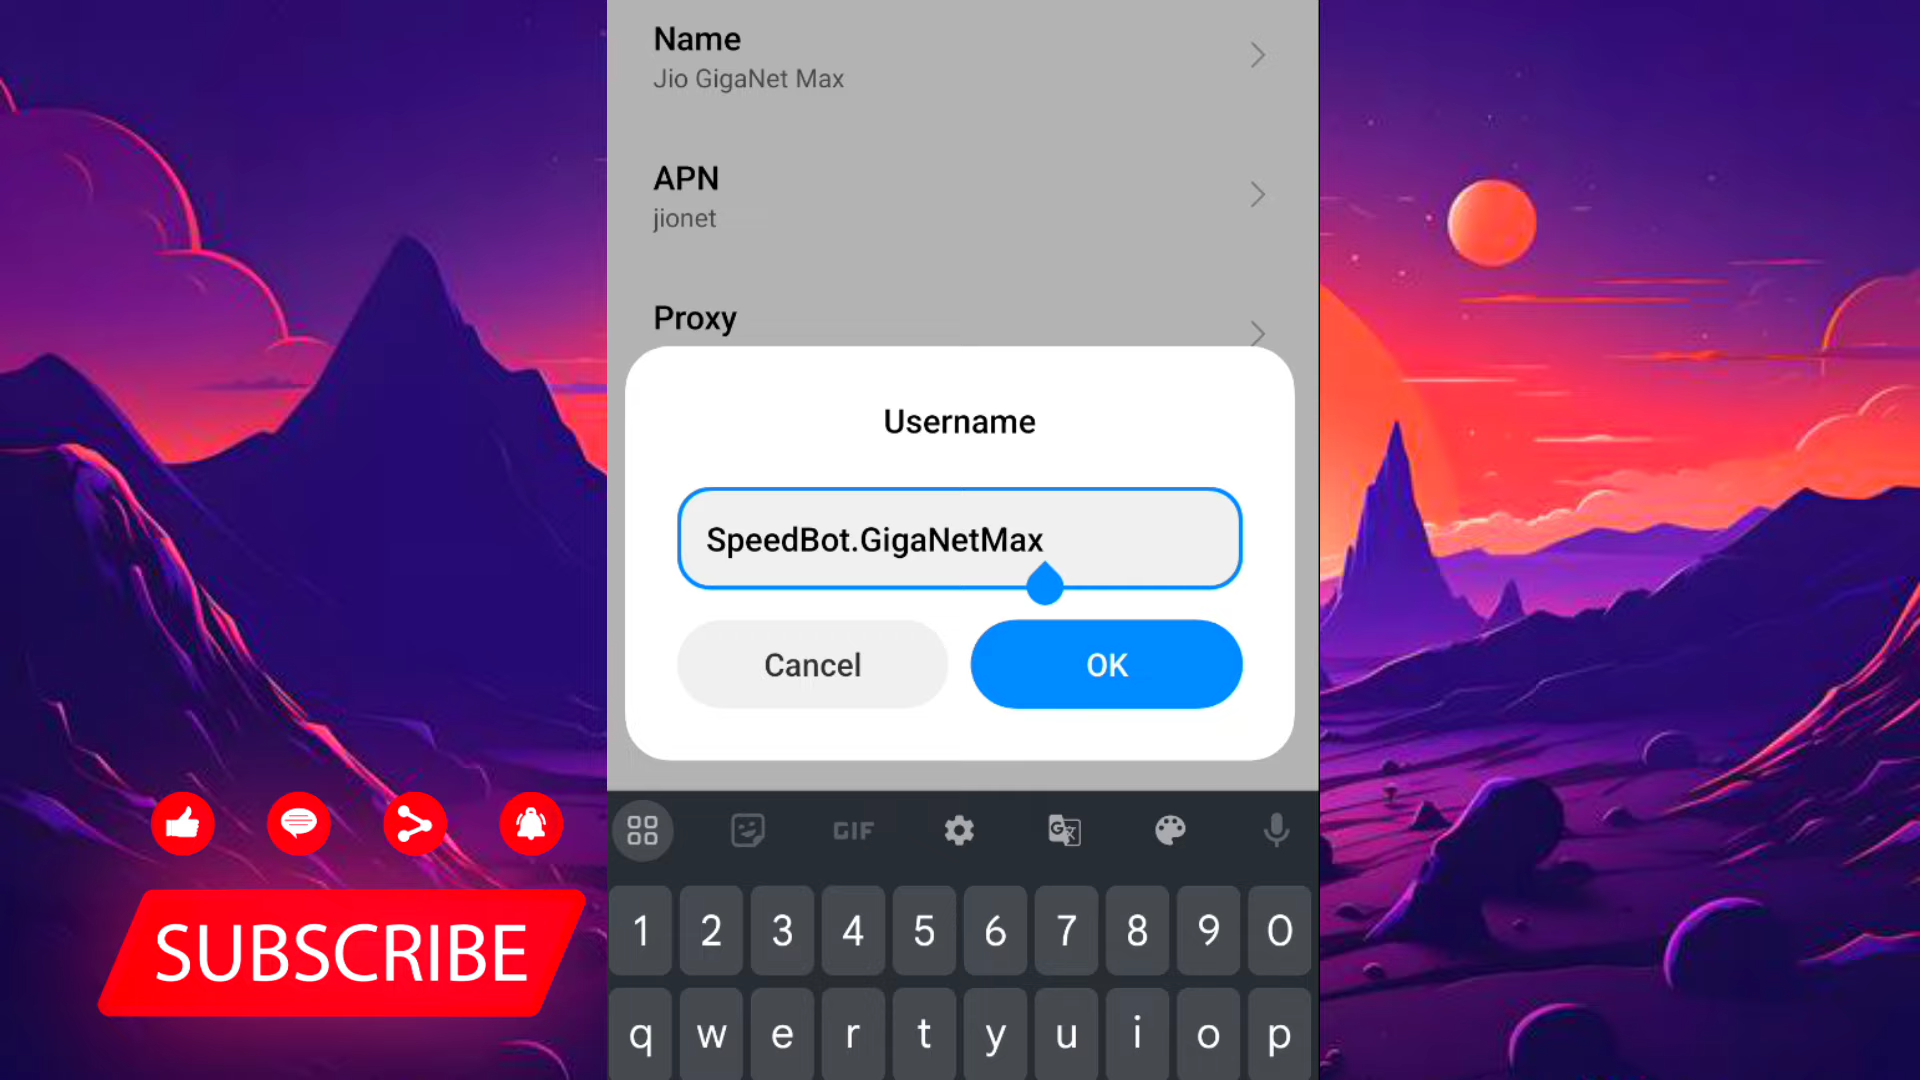 Name
Jio GigaNet Max
APN
jionet
Proxy
Username
SpeedBot.GigaNetMax
Cancel
OK
GIF
1 2 3 4 5 6 7 8 9 0
q w e r t y u i o p
SUBSCRIBE